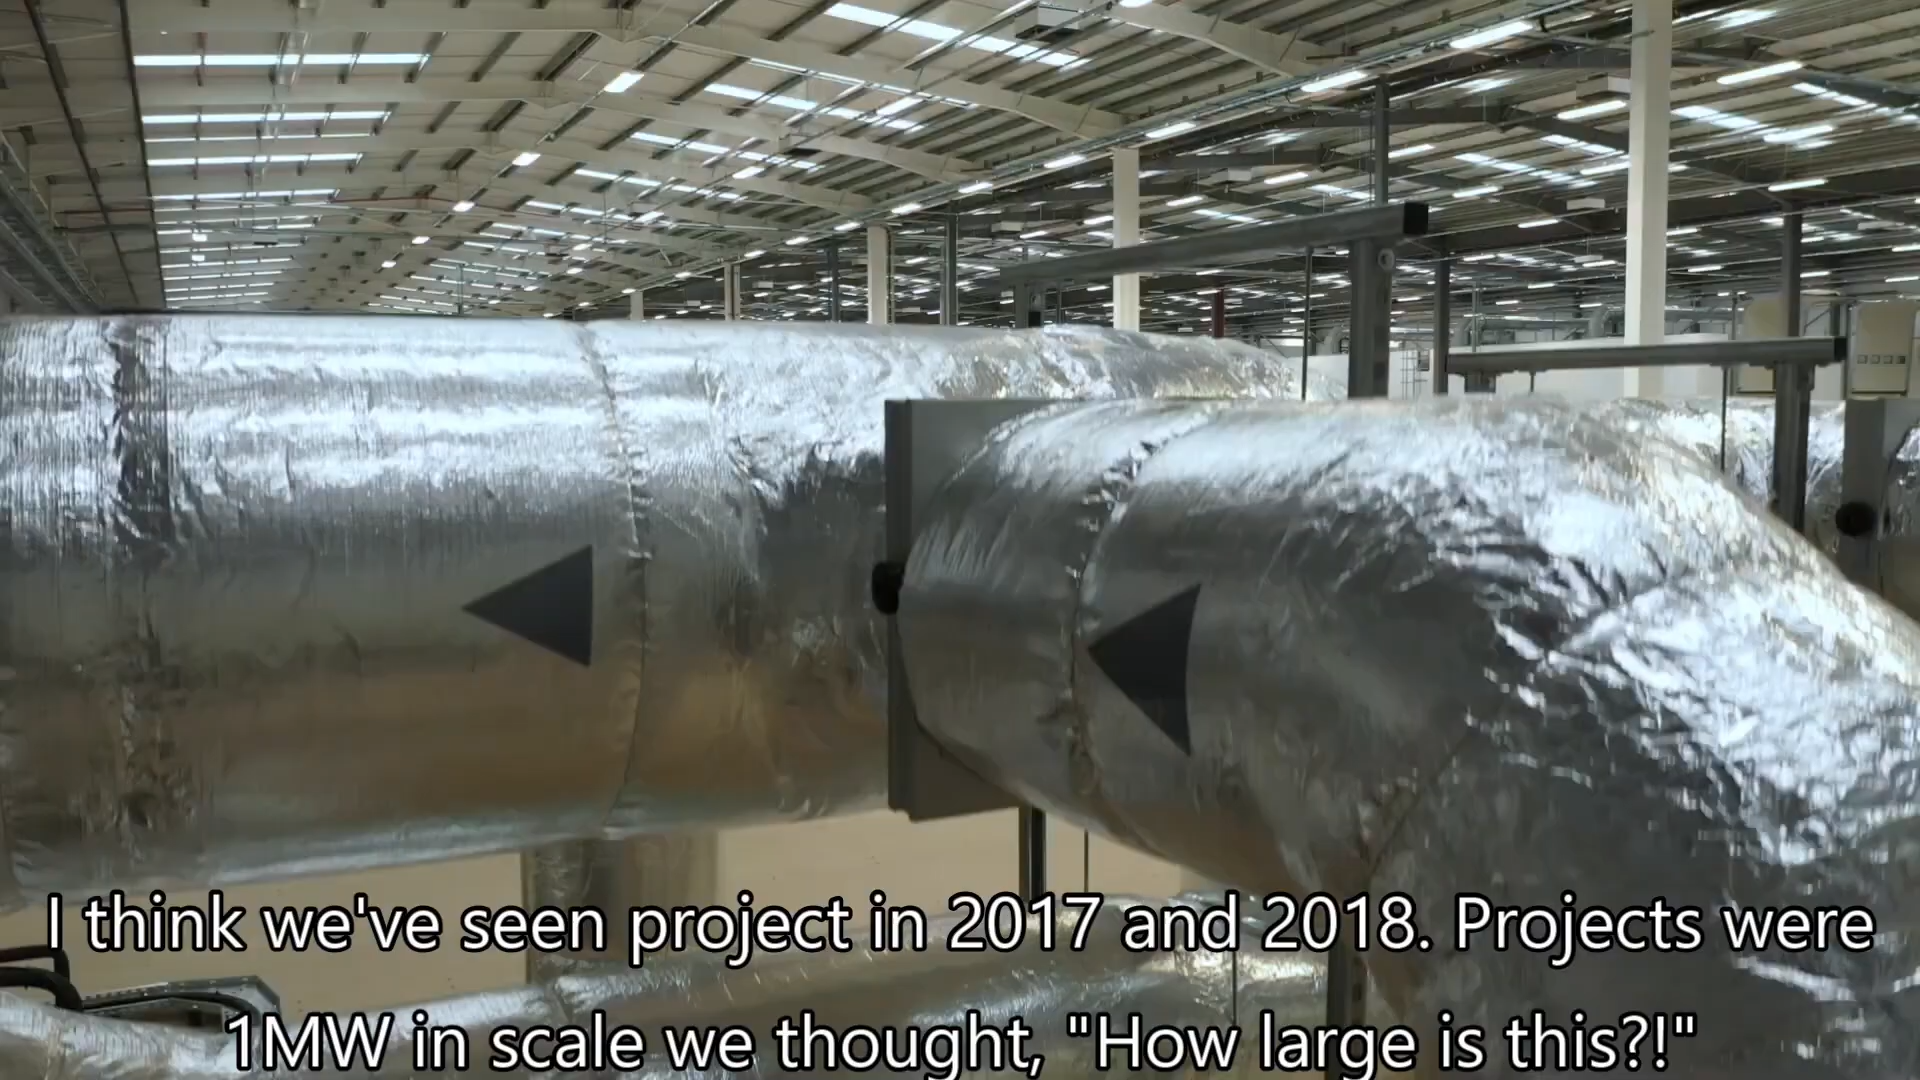 I think we've seen project in 2017 and 2018. Projects were
1MW in scale we thought, "How large is this?!"